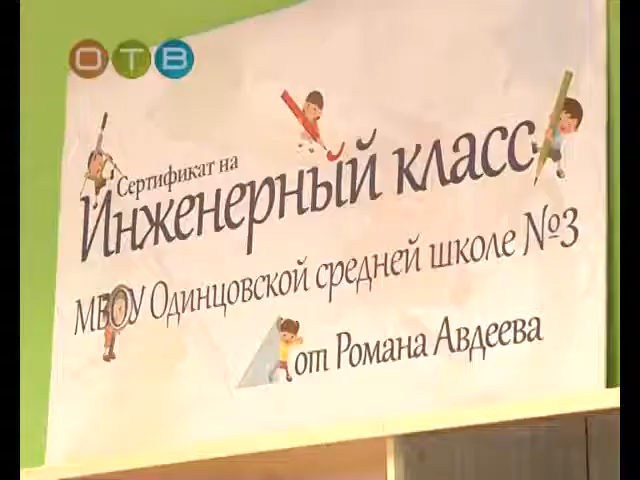 ОТВ
Сертификат на
Инженерный класс
МБОУ Одинцовской средней школе №3
от Романа Авдеева